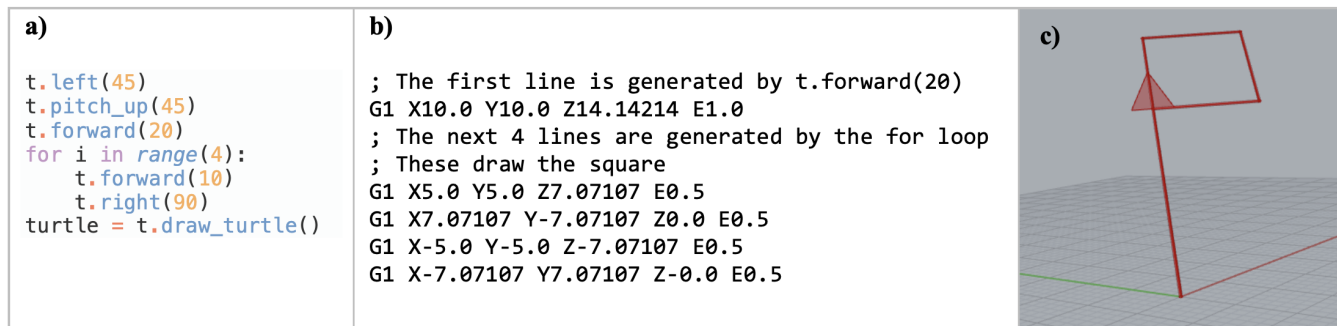 a)
t.left(45)
t.pitch_up(45)
t.forward(20)
for i in range(4):
    t.forward(10)
    t.right(90)
turtle = t.draw_turtle()
b)
; The first line is generated by t.forward(20)
G1 X10.0 Y10.0 Z14.14214 E1.0
; The next 4 lines are generated by the for loop
; These draw the square
G1 X5.0 Y5.0 Z7.07107 E0.5
G1 X7.07107 Y-7.07107 Z0.0 E0.5
G1 X-5.0 Y-5.0 Z-7.07107 E0.5
G1 X-7.07107 Y7.07107 Z-0.0 E0.5
c)